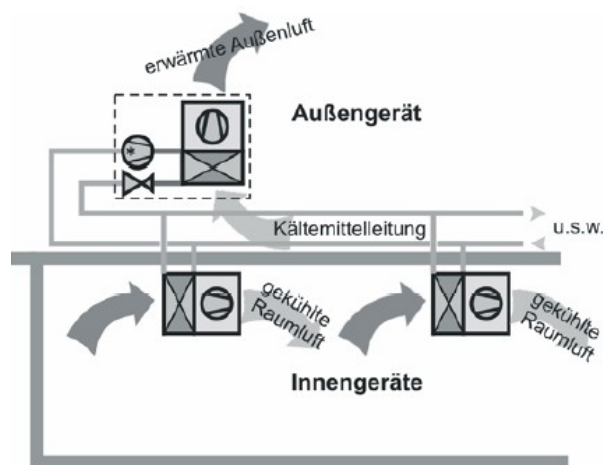 erwärmte Außenluft
Außengerät
*
Kältemittelleitung
u.s.w.
gekühlte
Raumluft
gekühlte
Raumluft
Innengeräte